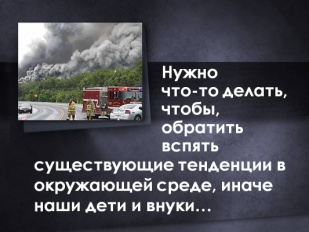 Нужно
что-то делать,
чтобы,
обратить
вспять
существующие тенденции в
окружающей среде, иначе
наши дети и внуки…